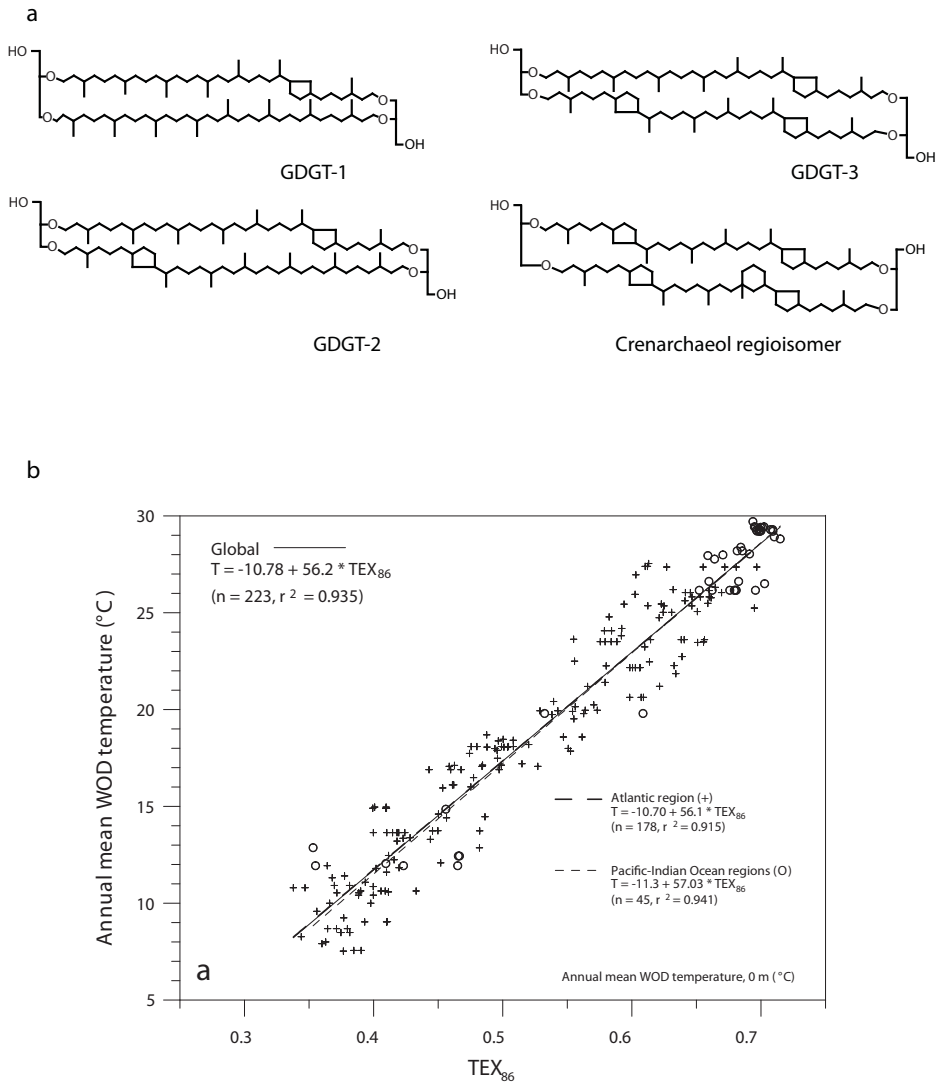 a
HO
O
O
O
O
OH
GDGT-1
HO
O
O
O
O
OH
GDGT-3
HO
O
O
O
O
OH
GDGT-2
HO
O
O
OH
O
O
Crenarchaeol regioisomer
b
Annual mean WOD temperature (°C)
30
25
20
15
10
5
Global
T = -10.78 + 56.2 * TEX86
(n = 223, r 2 = 0.935)
Atlantic region (+)
T = -10.70 + 56.1 * TEX86
(n = 178, r 2 = 0.915)
Pacific-Indian Ocean regions (O)
T = -11.3 + 57.03 * TEX86
(n = 45, r 2 = 0.941)
a
Annual mean WOD temperature, 0 m (°C)
0.3 0.4 0.5 0.6 0.7
TEX86